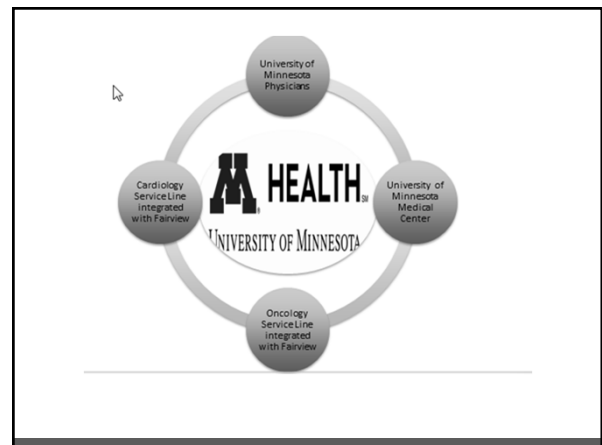 University of
Minnesota
Physicians
Cardiology
Service Line
integrated
with Fairview
M HEALTH SM
®
UNIVERSITY OF MINNESOTA
University of
Minnesota
Medical
Center
Oncology
Service Line
integrated
with Fairview